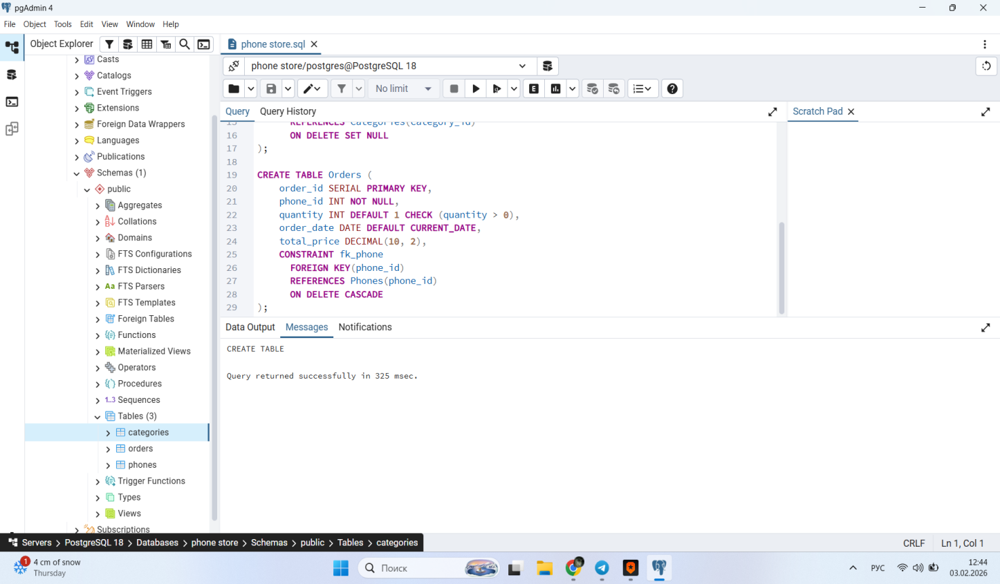 pgAdmin 4
File Object Tools Edit View Window Help
Object Explorer
phone store.sql
phone store/postgres@PostgreSQL 18
No limit
E
Query Query History
Scratch Pad
Casts
Catalogs
Event Triggers
Extensions
Foreign Data Wrappers
Languages
Publications
Schemas (1)
public
Aggregates
Collations
Domains
FTS Configurations
FTS Dictionaries
Aa FTS Parsers
FTS Templates
Foreign Tables
Functions
Materialized Views
Operators
Procedures
1..3 Sequences
Tables (3)
categories
orders
phones
Trigger Functions
Types
Views
Subscriptions
15 REFERENCES Categories(category_id)
16 ON DELETE SET NULL
17 );
18
19 CREATE TABLE Orders (
20 order_id SERIAL PRIMARY KEY,
21 phone_id INT NOT NULL,
22 quantity INT DEFAULT 1 CHECK (quantity > 0),
23 order_date DATE DEFAULT CURRENT_DATE,
24 total_price DECIMAL(10, 2),
25 CONSTRAINT fk_phone
26 FOREIGN KEY(phone_id)
27 REFERENCES Phones(phone_id)
28 ON DELETE CASCADE
29 );
Data Output Messages Notifications
CREATE TABLE
Query returned successfully in 325 msec.
Servers > PostgreSQL 18 > Databases > phone store > Schemas > public > Tables > categories
CRLF Ln 1, Col 1
1
4 cm of snow
Thursday
Поиск
РУС
12:44
03.02.2026